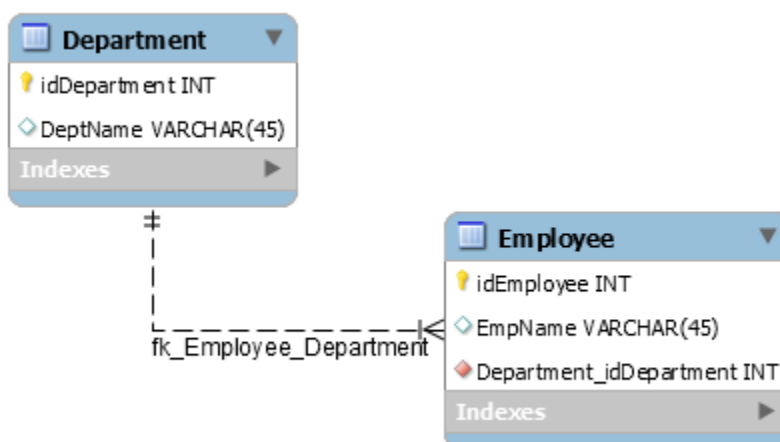 Department
idDepartment INT
DeptName VARCHAR(45)
Indexes
fk_Employee_Department
Employee
idEmployee INT
EmpName VARCHAR(45)
Department_idDepartment INT
Indexes